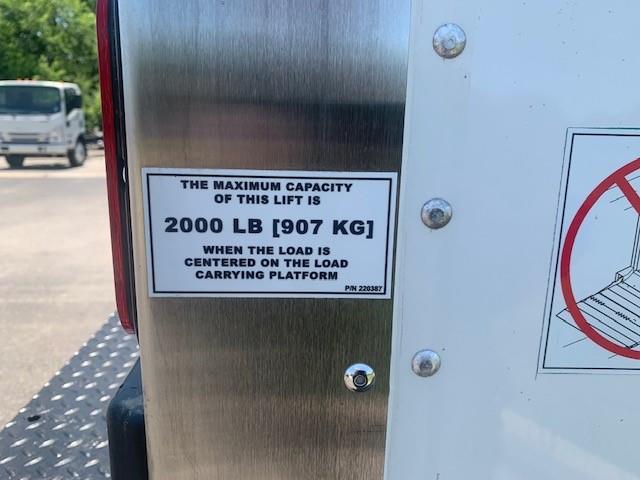 THE MAXIMUM CAPACITY
OF THIS LIFT IS
2000 LB [907 KG]
WHEN THE LOAD IS
CENTERED ON THE LOAD
CARRYING PLATFORM
P/N 220387